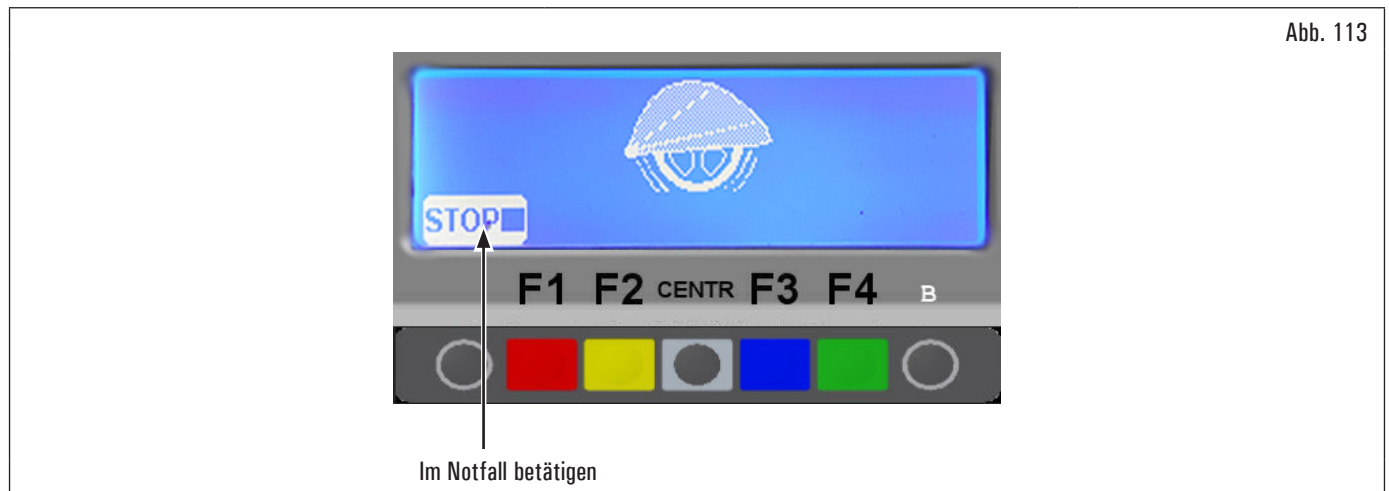 Abb. 113
STOP
F1 F2 CENTR F3 F4 B
Im Notfall betätigen